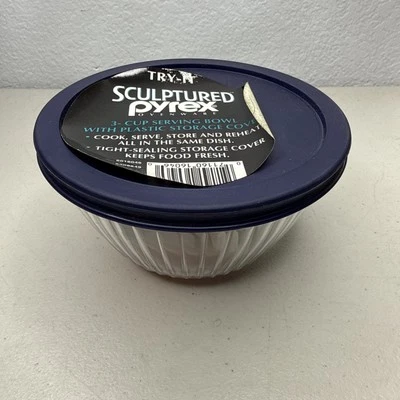 TRY-IT
SCULPTURED
pyrex
OVENWARE
3-CUP SERVING BOWL
WITH PLASTIC STORAGE COVER
• COOK, SERVE, STORE AND REHEAT
ALL IN THE SAME DISH.
• TIGHT-SEALING STORAGE COVER
KEEPS FOOD FRESH.